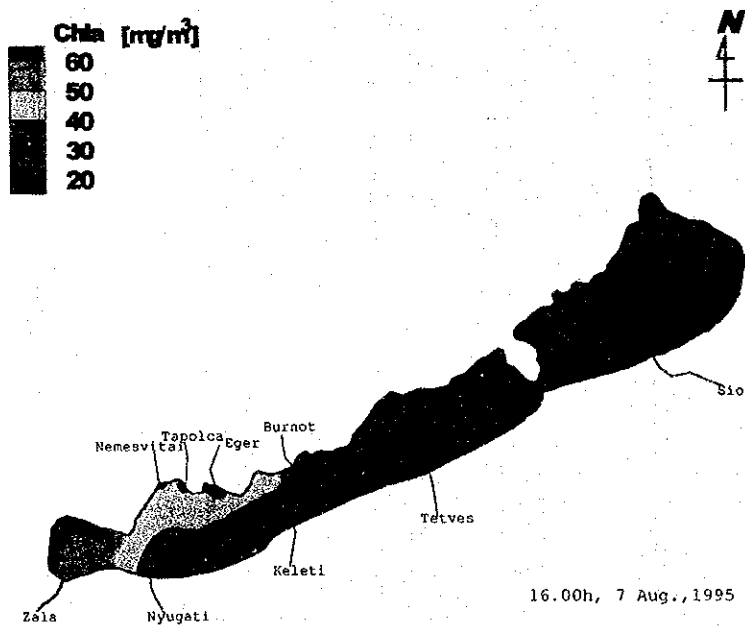 Chla [mg/m³]
60
50
40
30
20
N
Sio
Burnot
Tapolca
Eger
Nemesvitai
Tetves
Keleti
16.00h, 7 Aug.,1995
Zala
Nyugati